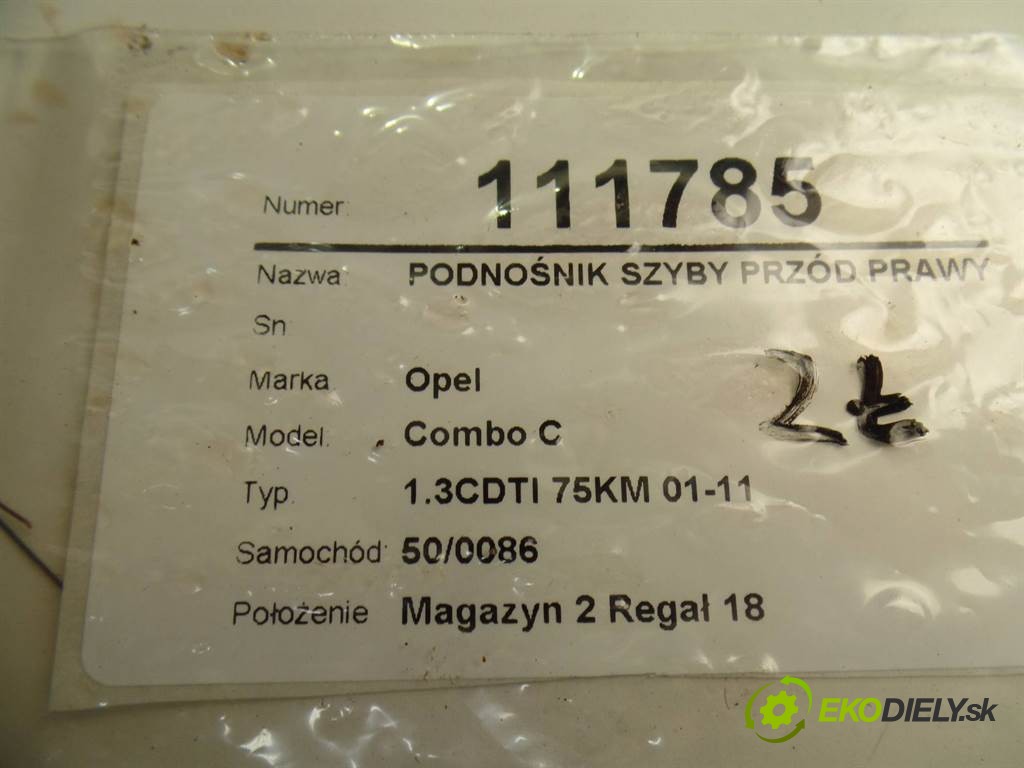 Numer: 111785
Nazwa: PODNOŚNIK SZYBY PRZÓD PRAWY
Sn
Marka Opel
Model: Combo C
Typ. 1.3CDTI 75KM 01-11
Samochód: 50/0086
Położenie Magazyn 2 Regał 18
EKODIELY.sk